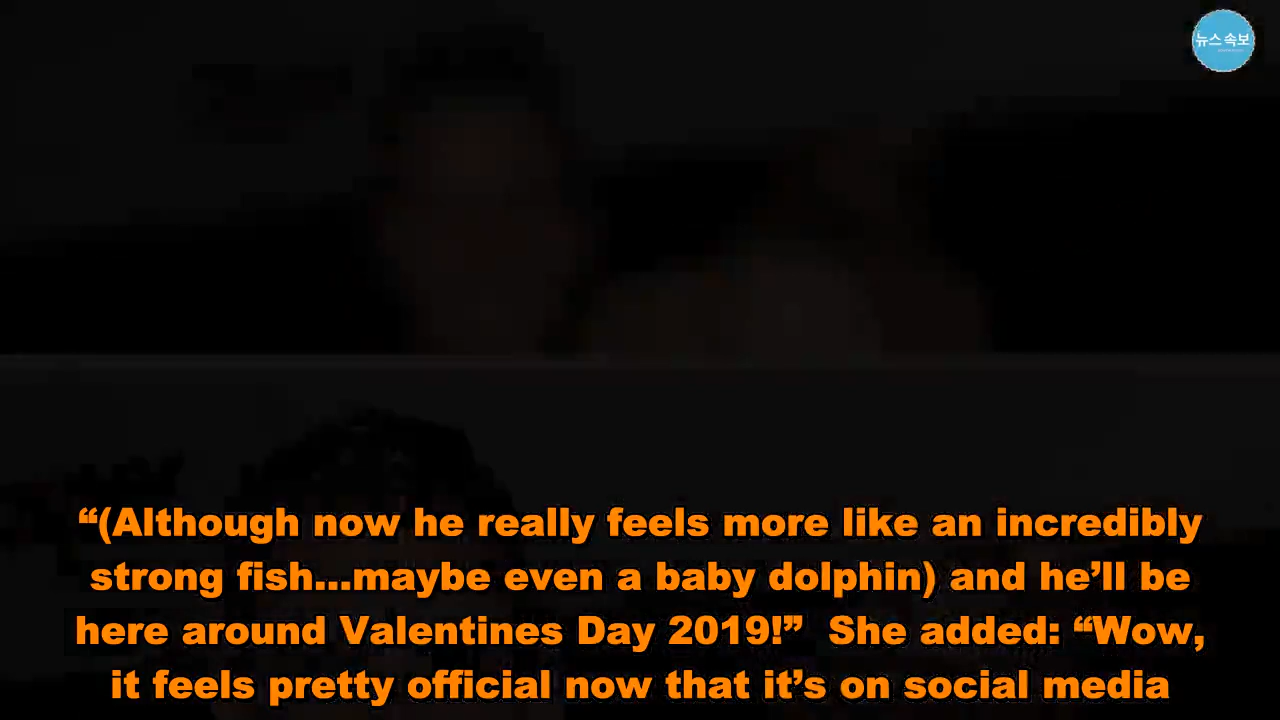 뉴스 속보
“(Although now he really feels more like an incredibly
strong fish...maybe even a baby dolphin) and he’ll be
here around Valentines Day 2019!”  She added: “Wow,
it feels pretty official now that it’s on social media